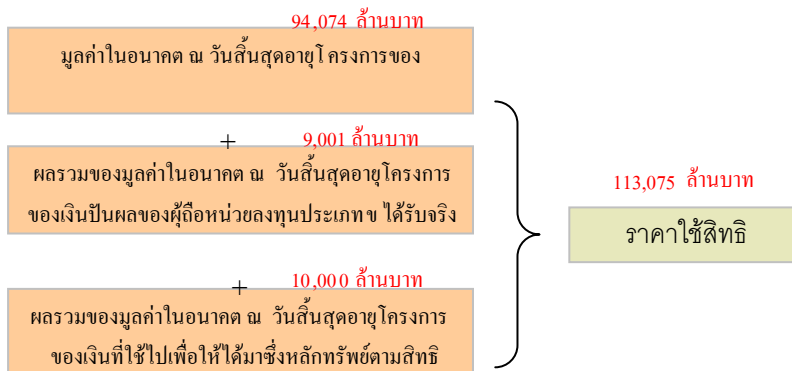 94,074 ล้านบาท
มูลค่าในอนาคต ณ วันสิ้นสุดอายุโครงการของ
+ 9,001 ล้านบาท
ผลรวมของมูลค่าในอนาคต ณ วันสิ้นสุดอายุโครงการ
ของเงินปันผลของผู้ถือหน่วยลงทุนประเภท ข ได้รับจริง
+ 10,000 ล้านบาท
ผลรวมของมูลค่าในอนาคต ณ วันสิ้นสุดอายุโครงการ
ของเงินที่ใช้ไปเพื่อให้ได้มาซึ่งหลักทรัพย์ตามสิทธิ
113,075 ล้านบาท
ราคาใช้สิทธิ